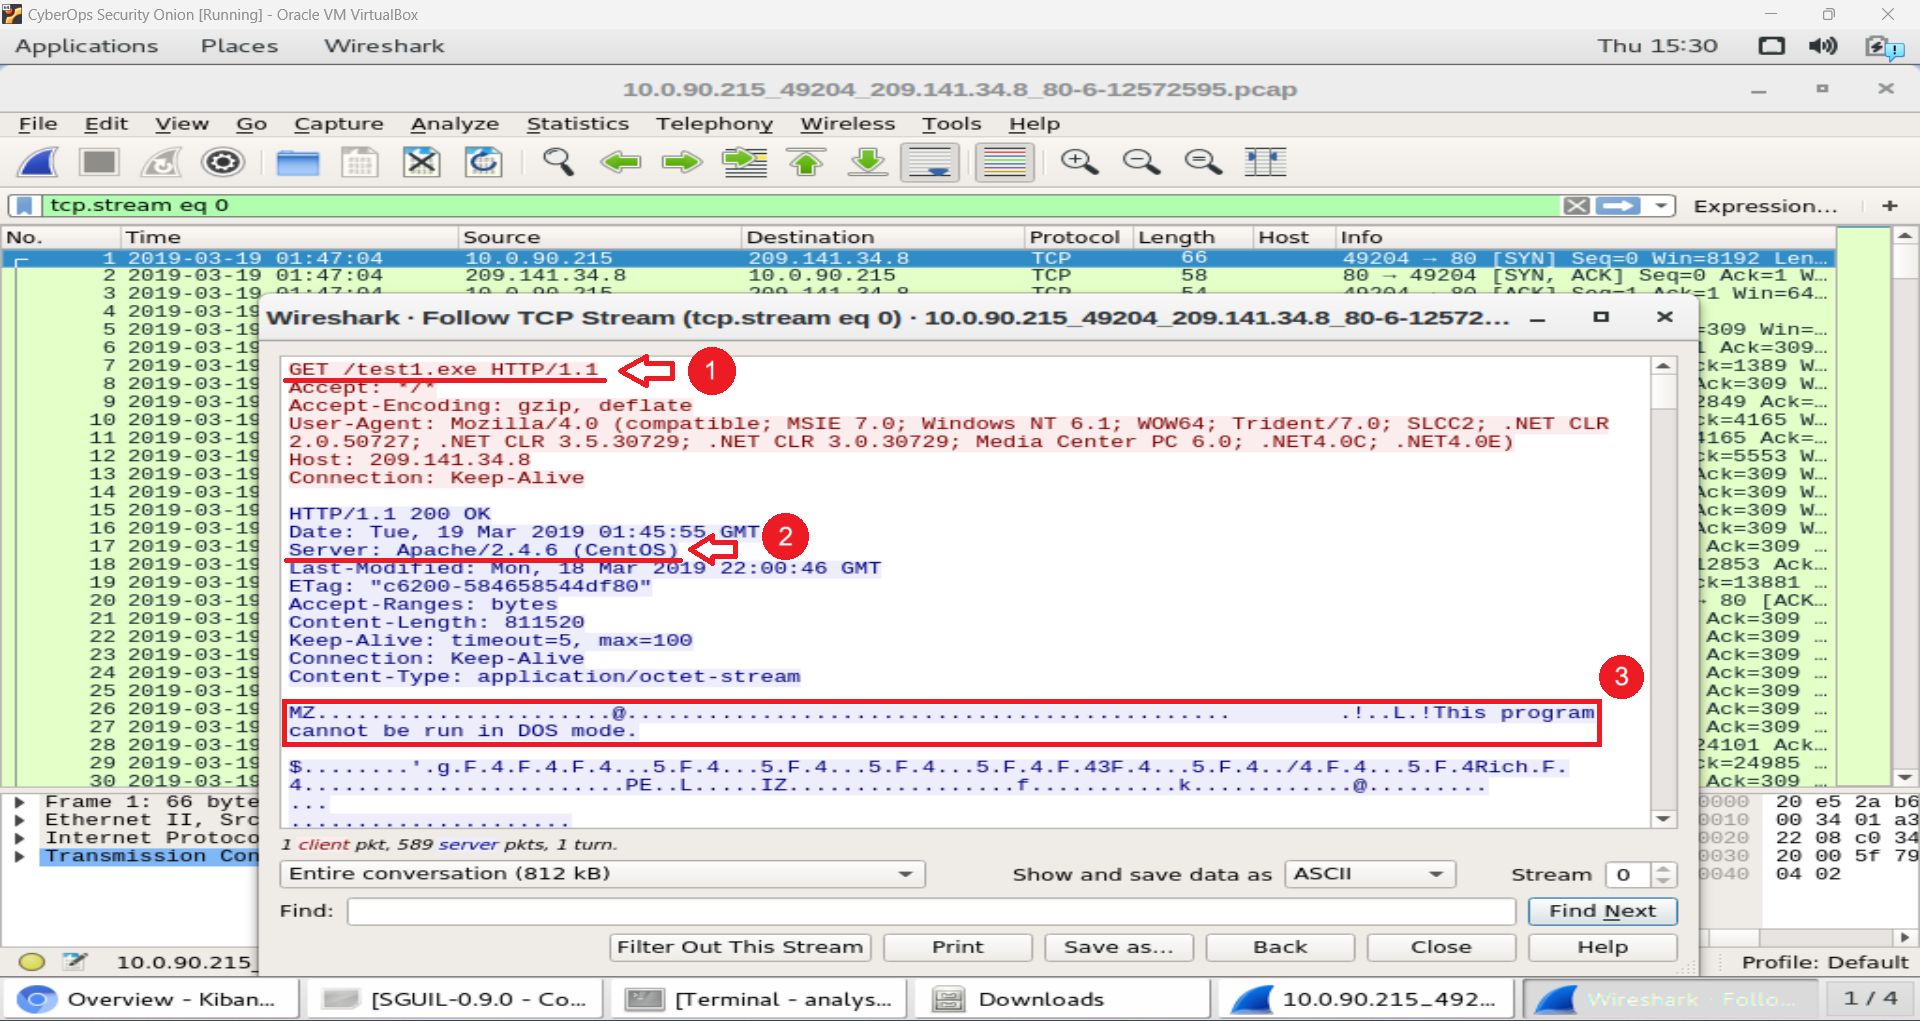 CyberOps Security Onion [Running] - Oracle VM VirtualBox
Applications Places Wireshark Thu 15:30
10.0.90.215_49204_209.141.34.8_80-6-12572595.pcap
File Edit View Go Capture Analyze Statistics Telephony Wireless Tools Help
tcp.stream eq 0 Expression... +
No. Time Source Destination Protocol Length Host Info
1 2019-03-19 01:47:04 10.0.90.215 209.141.34.8 TCP 66 49204 → 80 [SYN] Seq=0 Win=8192 Len...
2 2019-03-19 01:47:04 209.141.34.8 10.0.90.215 TCP 58 80 → 49204 [SYN, ACK] Seq=0 Ack=1 W...
3 2019-03-19 01:47:04 10.0.90.215 209.141.34.8 TCP 54 49204 → 80 [ACK] Seq=1 Ack=1 Win=64...
4 2019-03-19
5 2019-03-19 =309 Win=...
6 2019-03-19 1 Ack=309...
7 2019-03-19 ck=1389 W...
8 2019-03-19 Ack=309 W...
9 2019-03-19 2849 Ack=...
10 2019-03-19 ck=4165 W...
11 2019-03-19 4165 Ack=...
12 2019-03-19 ck=5553 W...
13 2019-03-19 Ack=309 W...
14 2019-03-19 Ack=309 W...
15 2019-03-19 Ack=309 W...
16 2019-03-19 Ack=309 W...
17 2019-03-19 Ack=309 ...
18 2019-03-19 12853 Ack...
19 2019-03-19 ck=13881 ...
20 2019-03-19 → 80 [ACK...
21 2019-03-19 Ack=309 ...
22 2019-03-19 Ack=309 ...
23 2019-03-19 Ack=309 ...
24 2019-03-19 Ack=309 ...
25 2019-03-19 Ack=309 ...
26 2019-03-19 Ack=309 ...
27 2019-03-19 Ack=309 ...
28 2019-03-19 24101 Ack...
29 2019-03-19 ck=24985 ...
30 2019-03-19 Ack=309 ...
Wireshark · Follow TCP Stream (tcp.stream eq 0) · 10.0.90.215_49204_209.141.34.8_80-6-12572...
GET /test1.exe HTTP/1.1
1
Accept: */*
Accept-Encoding: gzip, deflate
User-Agent: Mozilla/4.0 (compatible; MSIE 7.0; Windows NT 6.1; WOW64; Trident/7.0; SLCC2; .NET CLR
2.0.50727; .NET CLR 3.5.30729; .NET CLR 3.0.30729; Media Center PC 6.0; .NET4.0C; .NET4.0E)
Host: 209.141.34.8
Connection: Keep-Alive
HTTP/1.1 200 OK
Date: Tue, 19 Mar 2019 01:45:55 GMT
2
Server: Apache/2.4.6 (CentOS)
Last-Modified: Mon, 18 Mar 2019 22:00:46 GMT
ETag: "c6200-584658544df80"
Accept-Ranges: bytes
Content-Length: 811520
Keep-Alive: timeout=5, max=100
Connection: Keep-Alive
Content-Type: application/octet-stream
3
MZ......................@............................................. .!..L.!This program
cannot be run in DOS mode.
$........'.g.F.4.F.4.F.4...5.F.4...5.F.4...5.F.4...5.F.4.F.43F.4...5.F.4../4.F.4...5.F.4Rich.F.
4........................PE..L.....IZ.................f...........k............@.........
...
.....................
1 client pkt, 589 server pkts, 1 turn.
Entire conversation (812 kB) Show and save data as ASCII Stream 0
Find: Find Next
Filter Out This Stream Print Save as... Back Close Help
Frame 1: 66 byte
Ethernet II, Src
Internet Protoco
Transmission Con
0000 20 e5 2a b6
0010 00 34 01 a3
0020 22 08 c0 34
0030 20 00 5f 79
0040 04 02
10.0.90.215_ Profile: Default
Overview - Kiban... [SGUIL-0.9.0 - Co... [Terminal - analys... Downloads 10.0.90.215_492... Wireshark · Follo... 1 / 4